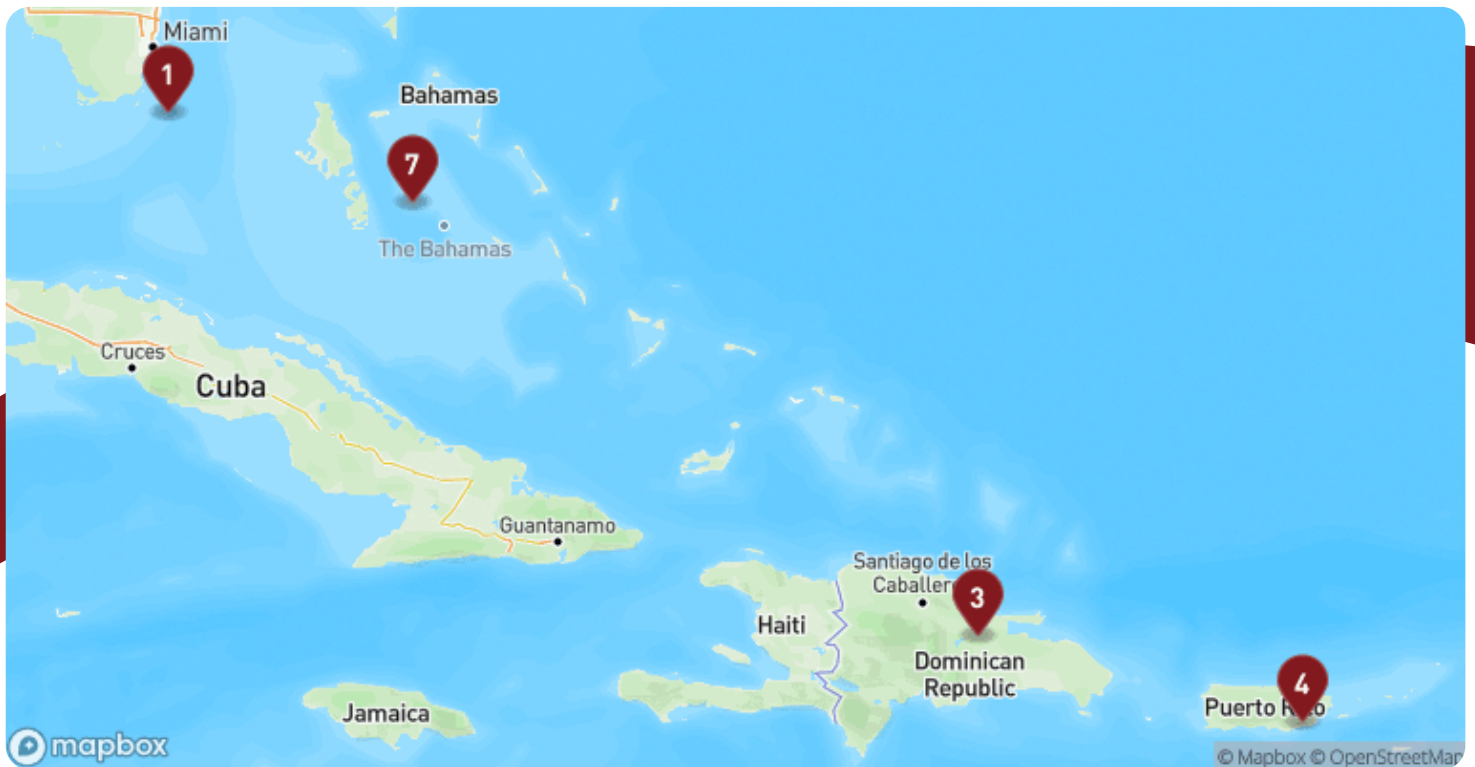 Miami
1
Bahamas
7
The Bahamas
Cruces
Cuba
Guantanamo
Santiago de los
Caballer
3
Haiti
Dominican
Republic
4
Puerto Rico
Jamaica
mapbox
© Mapbox © OpenStreetMap